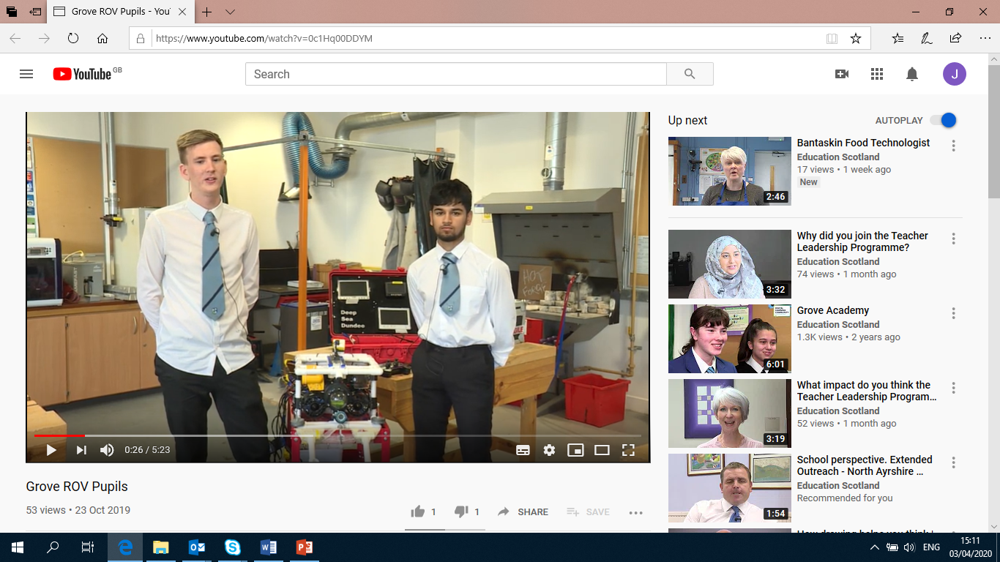 Grove ROV Pupils - You
https://www.youtube.com/watch?v=0c1Hq00DDYM
YouTube GB
Search
J
Deep
Sea
Dundee
HOT
FORGE
0:26 / 5:23
Grove ROV Pupils
53 views • 23 Oct 2019
1
1
SHARE
SAVE
Up next
AUTOPLAY
2:46
Bantaskin Food Technologist
Education Scotland
17 views • 1 week ago
New
3:32
Why did you join the Teacher
Leadership Programme?
Education Scotland
74 views • 1 month ago
6:01
Grove Academy
Education Scotland
1.3K views • 2 years ago
3:19
What impact do you think the
Teacher Leadership Program...
Education Scotland
52 views • 1 month ago
1:54
School perspective. Extended
Outreach - North Ayrshire ...
Education Scotland
Recommended for you
How drawing helps you think!
ENG
15:11
03/04/2020